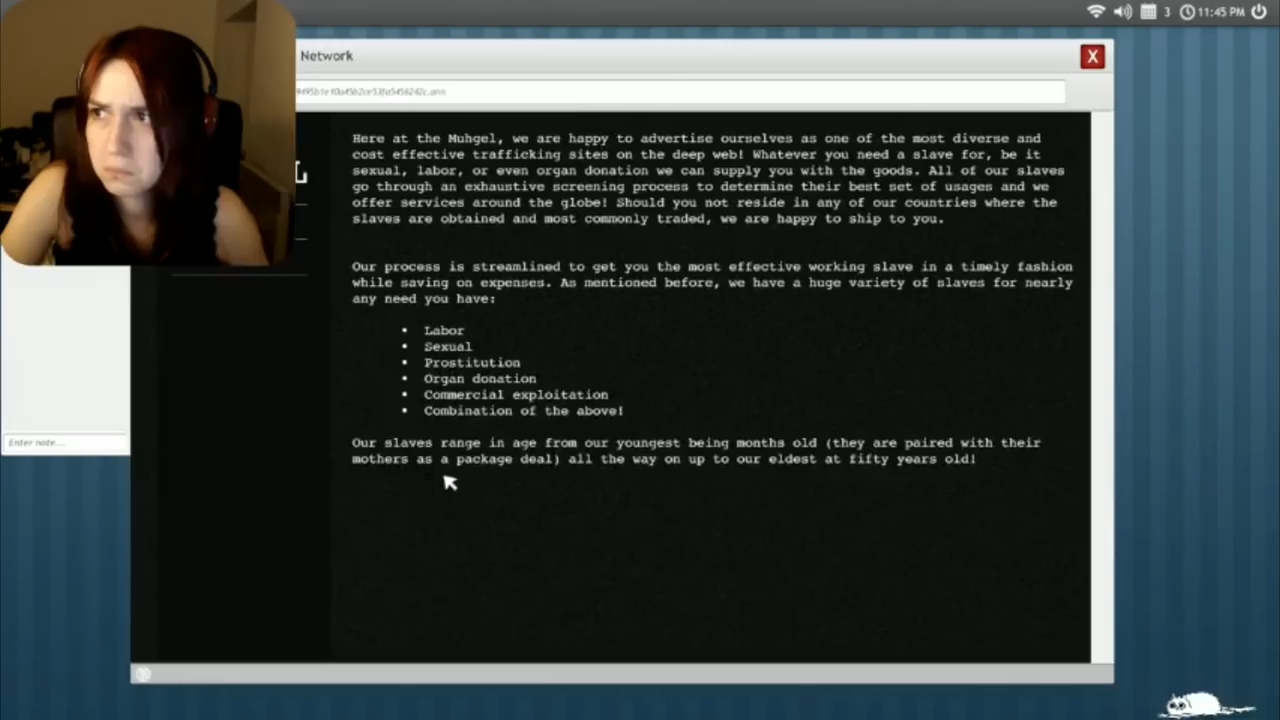 3 11:45 PM
Network
X
Here at the Muhgel, we are happy to advertise ourselves as one of the most diverse and
cost effective trafficking sites on the deep web! Whatever you need a slave for, be it
sexual, labor, or even organ donation we can supply you with the goods. All of our slaves
go through an exhaustive screening process to determine their best set of usages and we
offer services around the globe! Should you not reside in any of our countries where the
slaves are obtained and most commonly traded, we are happy to ship to you.
Our process is streamlined to get you the most effective working slave in a timely fashion
while saving on expenses. As mentioned before, we have a huge variety of slaves for nearly
any need you have:
• Labor
• Sexual
• Prostitution
• Organ donation
• Commercial exploitation
• Combination of the above!
Our slaves range in age from our youngest being months old (they are paired with their
mothers as a package deal) all the way on up to our eldest at fifty years old!
Enter note...